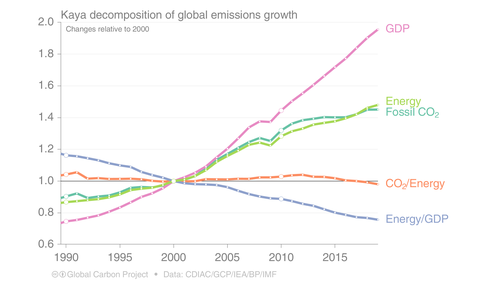 Kaya decomposition of global emissions growth
Changes relative to 2000
2.0
1.8
1.6
1.4
1.2
1.0
0.8
0.6
GDP
Energy
Fossil CO₂
CO₂/Energy
Energy/GDP
1990 1995 2000 2005 2010 2015
Global Carbon Project • Data: CDIAC/GCP/IEA/BP/IMF